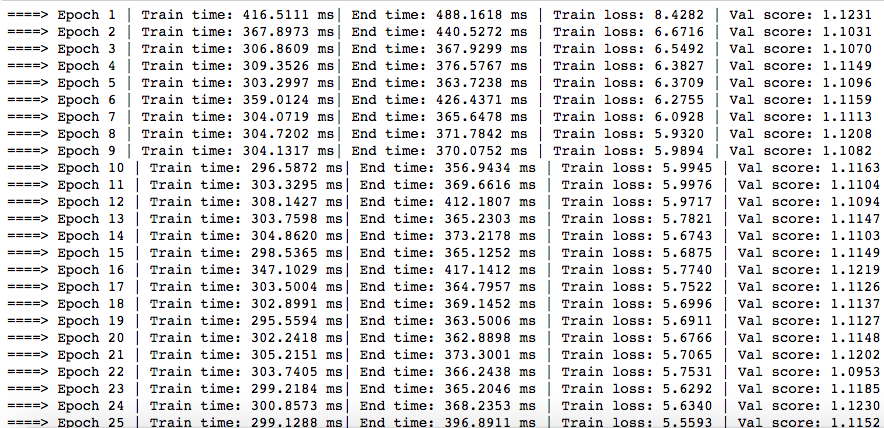 ====> Epoch 1 | Train time: 416.5111 ms| End time: 488.1618 ms | Train loss: 8.4282 | Val score: 1.1231
====> Epoch 2 | Train time: 367.8973 ms| End time: 440.5272 ms | Train loss: 6.6716 | Val score: 1.1031
====> Epoch 3 | Train time: 306.8609 ms| End time: 367.9299 ms | Train loss: 6.5492 | Val score: 1.1070
====> Epoch 4 | Train time: 309.3526 ms| End time: 376.5767 ms | Train loss: 6.3827 | Val score: 1.1149
====> Epoch 5 | Train time: 303.2997 ms| End time: 363.7238 ms | Train loss: 6.3709 | Val score: 1.1096
====> Epoch 6 | Train time: 359.0124 ms| End time: 426.4371 ms | Train loss: 6.2755 | Val score: 1.1159
====> Epoch 7 | Train time: 304.0719 ms| End time: 365.6478 ms | Train loss: 6.0928 | Val score: 1.1113
====> Epoch 8 | Train time: 304.7202 ms| End time: 371.7842 ms | Train loss: 5.9320 | Val score: 1.1208
====> Epoch 9 | Train time: 304.1317 ms| End time: 370.0752 ms | Train loss: 5.9894 | Val score: 1.1082
====> Epoch 10 | Train time: 296.5872 ms| End time: 356.9434 ms | Train loss: 5.9945 | Val score: 1.1163
====> Epoch 11 | Train time: 303.3295 ms| End time: 369.6616 ms | Train loss: 5.9976 | Val score: 1.1104
====> Epoch 12 | Train time: 308.1427 ms| End time: 412.1807 ms | Train loss: 5.9717 | Val score: 1.1094
====> Epoch 13 | Train time: 303.7598 ms| End time: 365.2303 ms | Train loss: 5.7821 | Val score: 1.1147
====> Epoch 14 | Train time: 304.8620 ms| End time: 373.2178 ms | Train loss: 5.6743 | Val score: 1.1103
====> Epoch 15 | Train time: 298.5365 ms| End time: 365.1252 ms | Train loss: 5.6875 | Val score: 1.1149
====> Epoch 16 | Train time: 347.1029 ms| End time: 417.1412 ms | Train loss: 5.7740 | Val score: 1.1219
====> Epoch 17 | Train time: 303.5004 ms| End time: 364.7957 ms | Train loss: 5.7522 | Val score: 1.1126
====> Epoch 18 | Train time: 302.8991 ms| End time: 369.1452 ms | Train loss: 5.6996 | Val score: 1.1137
====> Epoch 19 | Train time: 295.5594 ms| End time: 363.5006 ms | Train loss: 5.6911 | Val score: 1.1127
====> Epoch 20 | Train time: 302.2418 ms| End time: 362.8898 ms | Train loss: 5.6766 | Val score: 1.1148
====> Epoch 21 | Train time: 305.2151 ms| End time: 373.3001 ms | Train loss: 5.7065 | Val score: 1.1202
====> Epoch 22 | Train time: 303.7405 ms| End time: 366.2438 ms | Train loss: 5.7531 | Val score: 1.0953
====> Epoch 23 | Train time: 299.2184 ms| End time: 365.2046 ms | Train loss: 5.6292 | Val score: 1.1185
====> Epoch 24 | Train time: 300.8573 ms| End time: 368.2353 ms | Train loss: 5.6340 | Val score: 1.1230
====> Epoch 25 | Train time: 299.1288 ms| End time: 396.8911 ms | Train loss: 5.5593 | Val score: 1.1152